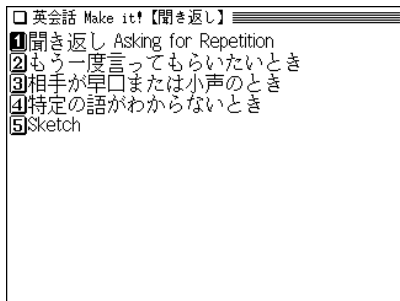 □ 英会話 Make it!【聞き返し】
1聞き返し Asking for Repetition
2もう一度言ってもらいたいとき
3相手が早口または小声のとき
4特定の語がわからないとき
5Sketch